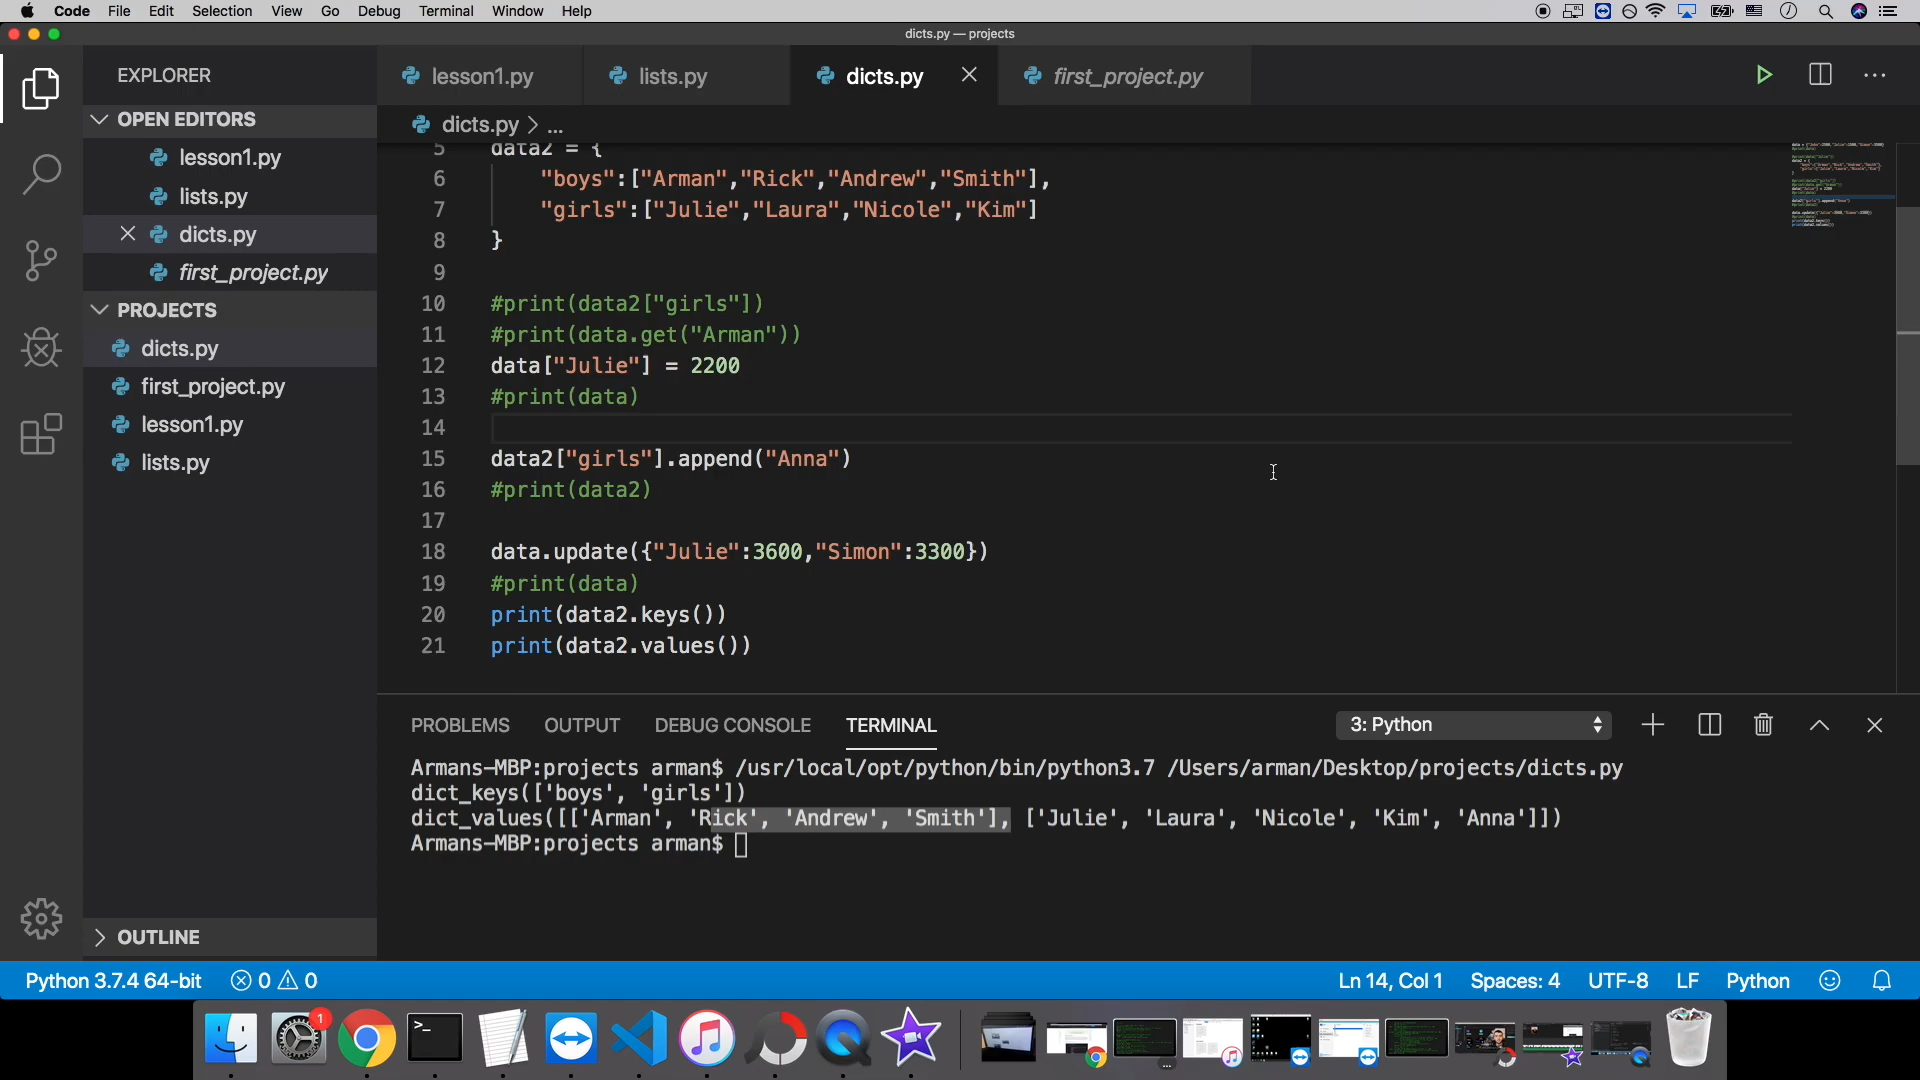 Code File Edit Selection View Go Debug Terminal Window Help
dicts.py — projects
EXPLORER
OPEN EDITORS
lesson1.py
lists.py
dicts.py
first_project.py
PROJECTS
dicts.py
first_project.py
lesson1.py
lists.py
OUTLINE
lesson1.py lists.py dicts.py first_project.py
dicts.py > ...
5 data2 = {
6 "boys":["Arman","Rick","Andrew","Smith"],
7 "girls":["Julie","Laura","Nicole","Kim"]
8 }
9
10 #print(data2["girls"])
11 #print(data.get("Arman"))
12 data["Julie"] = 2200
13 #print(data)
14
15 data2["girls"].append("Anna")
16 #print(data2)
17
18 data.update({"Julie":3600,"Simon":3300})
19 #print(data)
20 print(data2.keys())
21 print(data2.values())
PROBLEMS OUTPUT DEBUG CONSOLE TERMINAL 3: Python
Armans-MBP:projects arman$ /usr/local/opt/python/bin/python3.7 /Users/arman/Desktop/projects/dicts.py
dict_keys(['boys', 'girls'])
dict_values([['Arman', 'Rick', 'Andrew', 'Smith'], ['Julie', 'Laura', 'Nicole', 'Kim', 'Anna']])
Armans-MBP:projects arman$
Python 3.7.4 64-bit 0 0 Ln 14, Col 1 Spaces: 4 UTF-8 LF Python
1